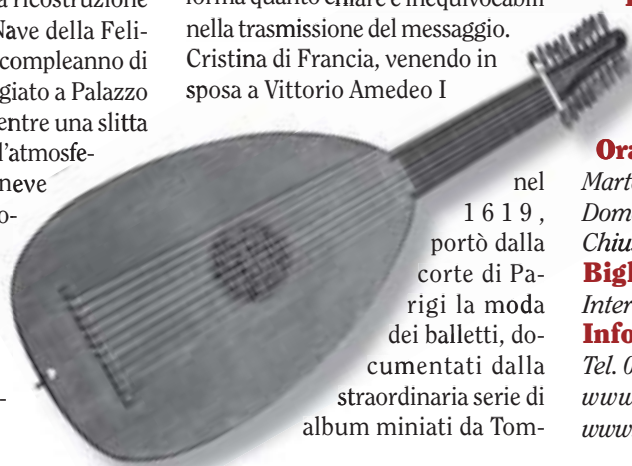 a ricostruzione
Nave della Feli-
compleanno di
giato a Palazzo
entre una slitta
l'atmosfe-
neve
o-
-
forma quanto chiare e inequivocabili
nella trasmissione del messaggio.
Cristina di Francia, venendo in
sposa a Vittorio Amedeo I
nel
1619,
portò dalla
corte di Pa-
rigi la moda
dei balletti, do-
cumentati dalla
straordinaria serie di
album miniati da Tom-
Ora
Mart
Dom
Chiu
Bigl
Inter
Info
Tel. 0
www
www